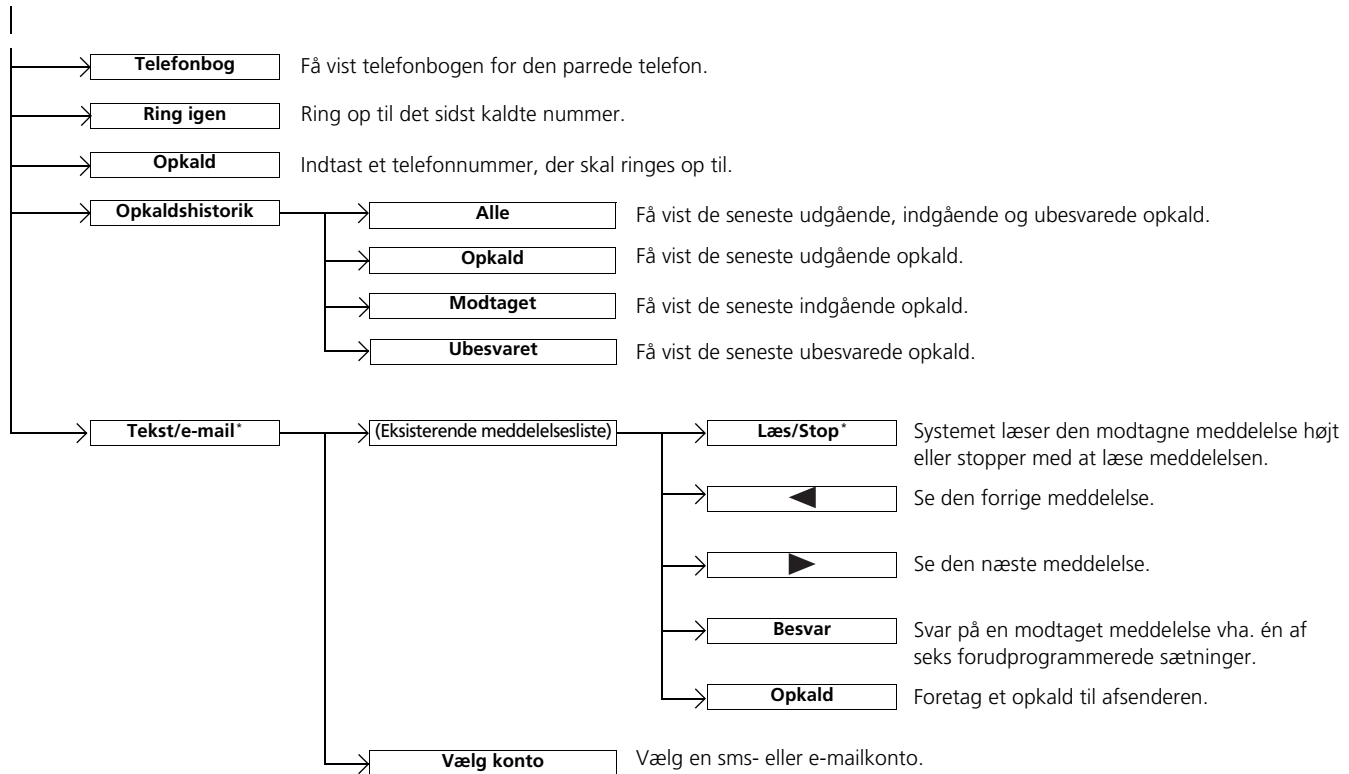 Telefonbog Få vist telefonbogen for den parrede telefon.
Ring igen Ring op til det sidst kaldte nummer.
Opkald Indtast et telefonnummer, der skal ringes op til.
Opkaldshistorik Alle Få vist de seneste udgående, indgående og ubesvarede opkald.
Opkald Få vist de seneste udgående opkald.
Modtaget Få vist de seneste indgående opkald.
Ubesvaret Få vist de seneste ubesvarede opkald.
Tekst/e-mail* (Eksisterende meddelelsesliste) Læs/Stop* Systemet læser den modtagne meddelelse højt
eller stopper med at læse meddelelsen.
Se den forrige meddelelse.
Se den næste meddelelse.
Besvar Svar på en modtaget meddelelse vha. én af
seks forudprogrammerede sætninger.
Opkald Foretag et opkald til afsenderen.
Vælg konto Vælg en sms- eller e-mailkonto.